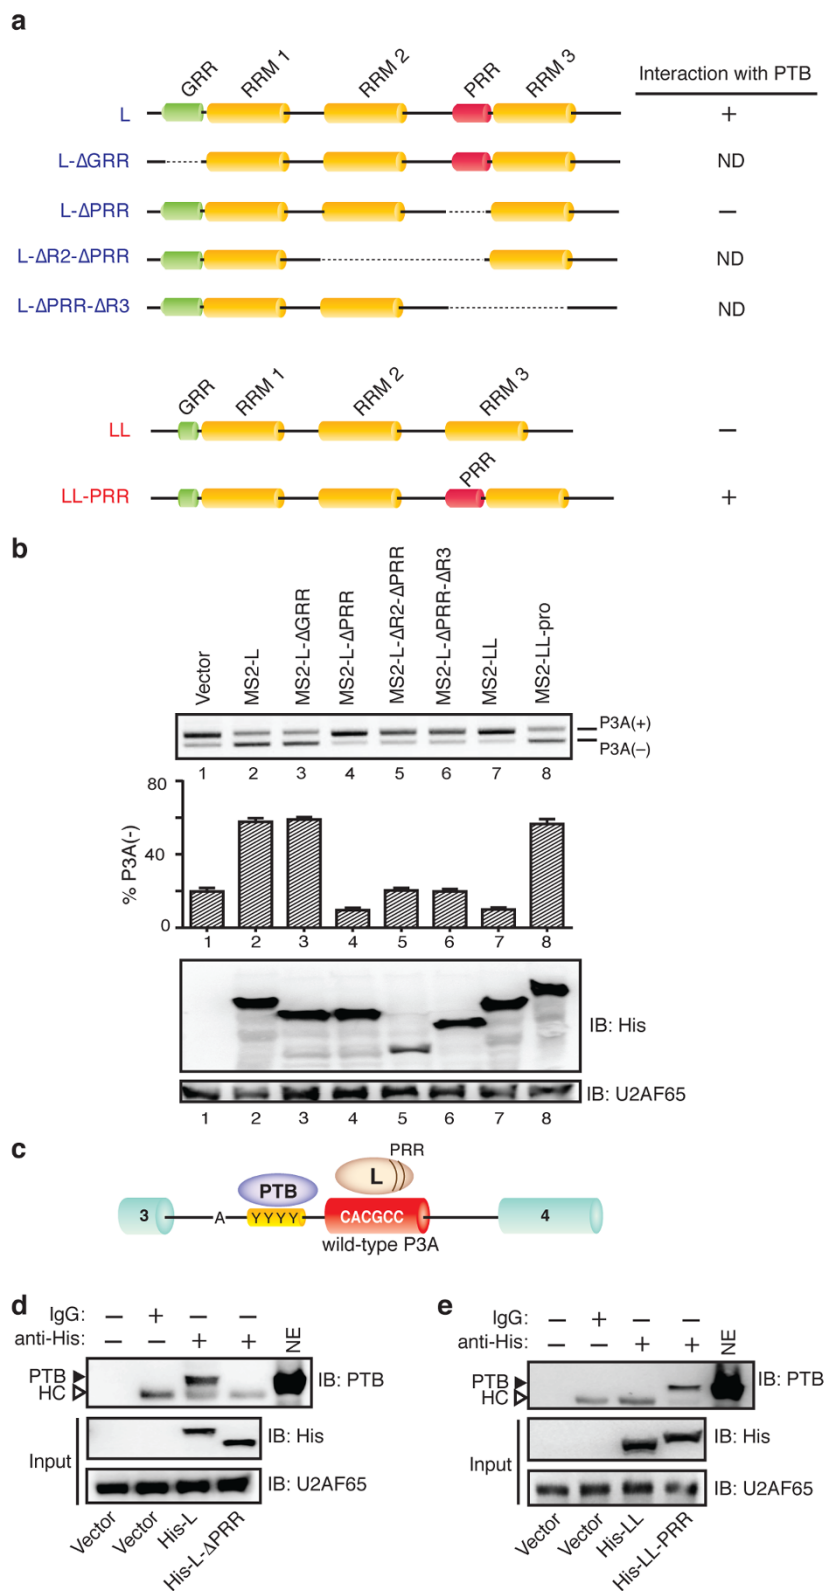 a
GRR RRM 1 RRM 2 PRR RRM 3 Interaction with PTB
L +
L-ΔGRR ND
L-ΔPRR –
L-ΔR2-ΔPRR ND
L-ΔPRR-ΔR3 ND
GRR RRM 1 RRM 2 RRM 3
LL –
PRR
LL-PRR +
b
Vector MS2-L MS2-L-ΔGRR MS2-L-ΔPRR MS2-L-ΔR2-ΔPRR MS2-L-ΔPRR-ΔR3 MS2-LL MS2-LL-pro
P3A(+)
P3A(–)
1 2 3 4 5 6 7 8
% P3A(-)
80
40
0
1 2 3 4 5 6 7 8
IB: His
IB: U2AF65
1 2 3 4 5 6 7 8
c
PRR
PTB L
3 A YYYY CACGCC 4
wild-type P3A
d
IgG: – + – –
anti-His: – – + + NE
PTB IB: PTB
HC
Input IB: His
IB: U2AF65
Vector Vector His-L His-L-ΔPRR
e
IgG: – + – –
anti-His: – – + + NE
PTB IB: PTB
HC
Input IB: His
IB: U2AF65
Vector Vector His-LL His-LL-PRR